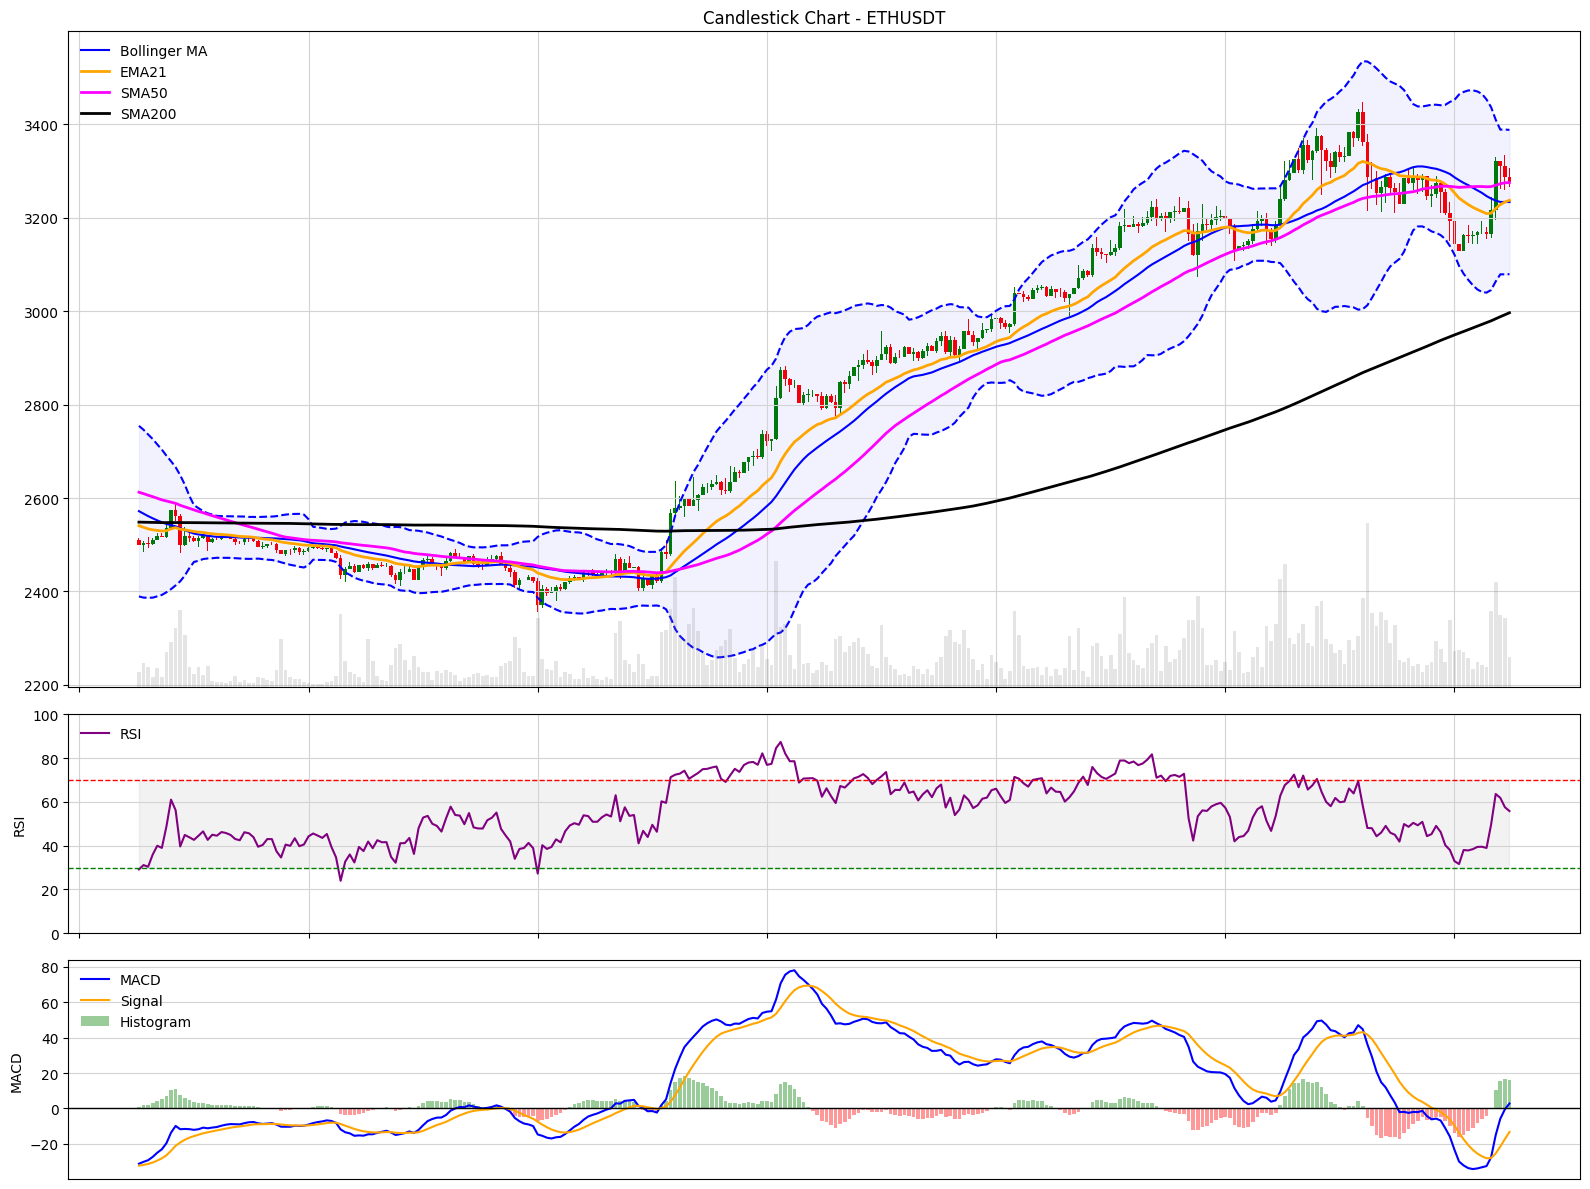 Candlestick Chart - ETHUSDT
Bollinger MA
EMA21
SMA50
SMA200
3400
3200
3000
2800
2600
2400
2200
RSI
RSI
100
80
60
40
20
0
MACD
Signal
Histogram
MACD
80
60
40
20
0
−20